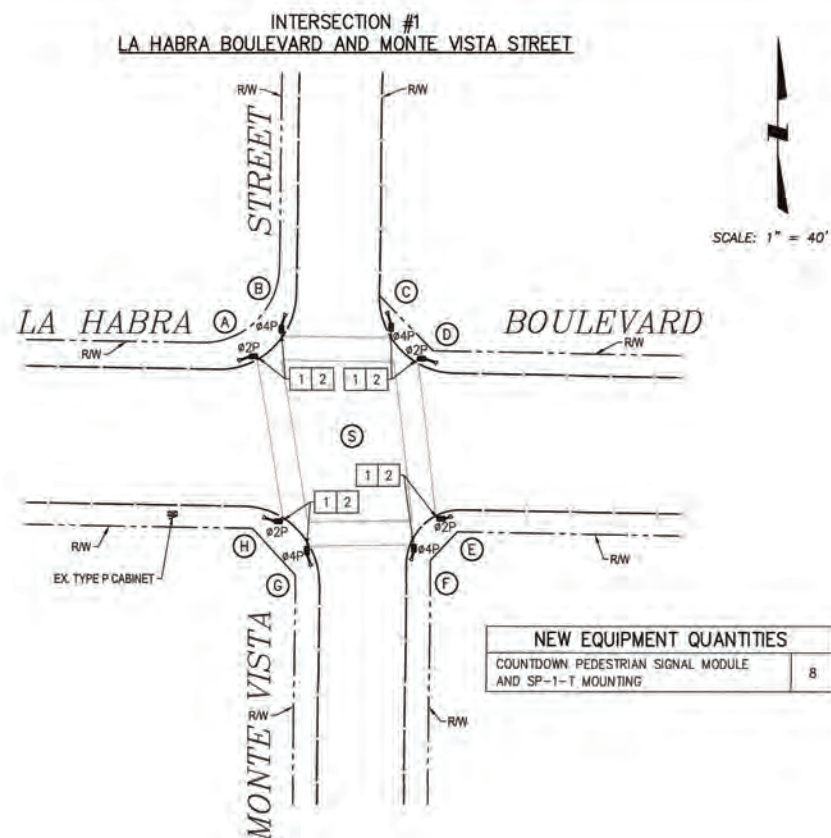 INTERSECTION #1
LA HABRA BOULEVARD AND MONTE VISTA STREET
R/W
R/W
STREET
N
SCALE: 1" = 40'
B
C
LA HABRA
A
ø4P
ø4P
D
BOULEVARD
R/W
ø2P
ø2P
R/W
1 2
1 2
S
1 2
1 2
ø2P
ø2P
R/W
H
ø4P
ø4P
E
R/W
EX. TYPE P CABINET
G
F
MONTE VISTA
NEW EQUIPMENT QUANTITIES
COUNTDOWN PEDESTRIAN SIGNAL MODULE
AND SP-1-T MOUNTING
8
R/W
R/W